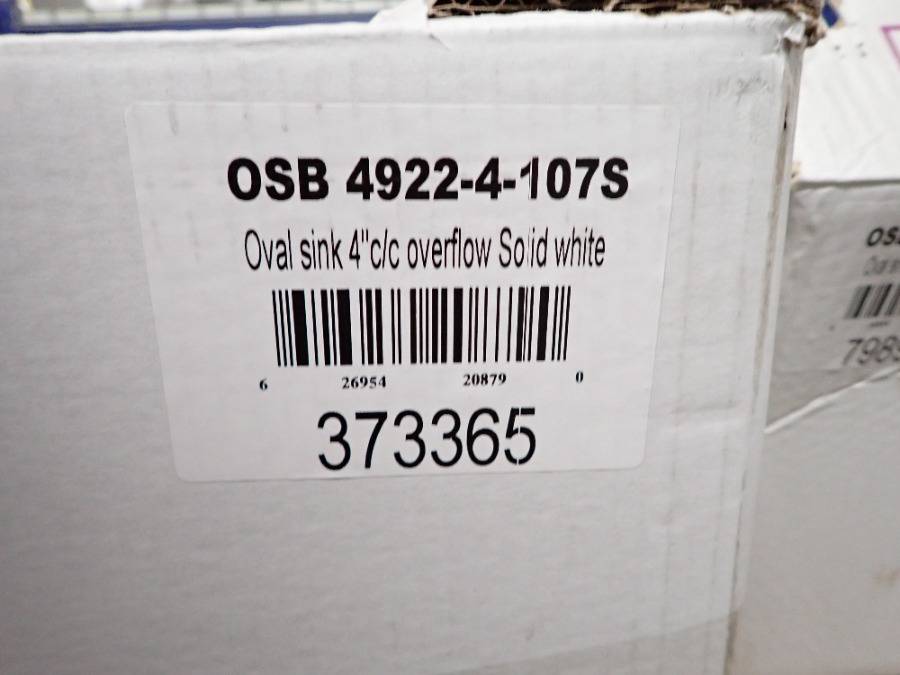 OSB 4922-4-107S
Oval sink 4"c/c overflow Solid white
6 26954 20879 0
373365